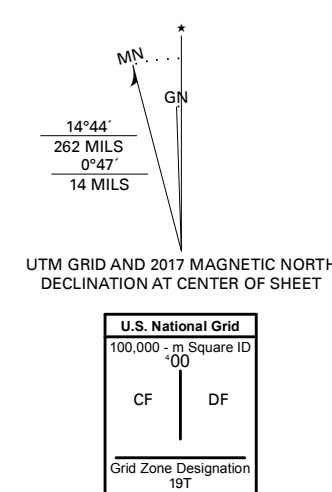 ★
MN
GN
14°44´
262 MILS
0°47´
14 MILS
UTM GRID AND 2017 MAGNETIC NORTH
DECLINATION AT CENTER OF SHEET
U.S. National Grid
100,000 - m Square ID
⁴00
CF DF
Grid Zone Designation
19T